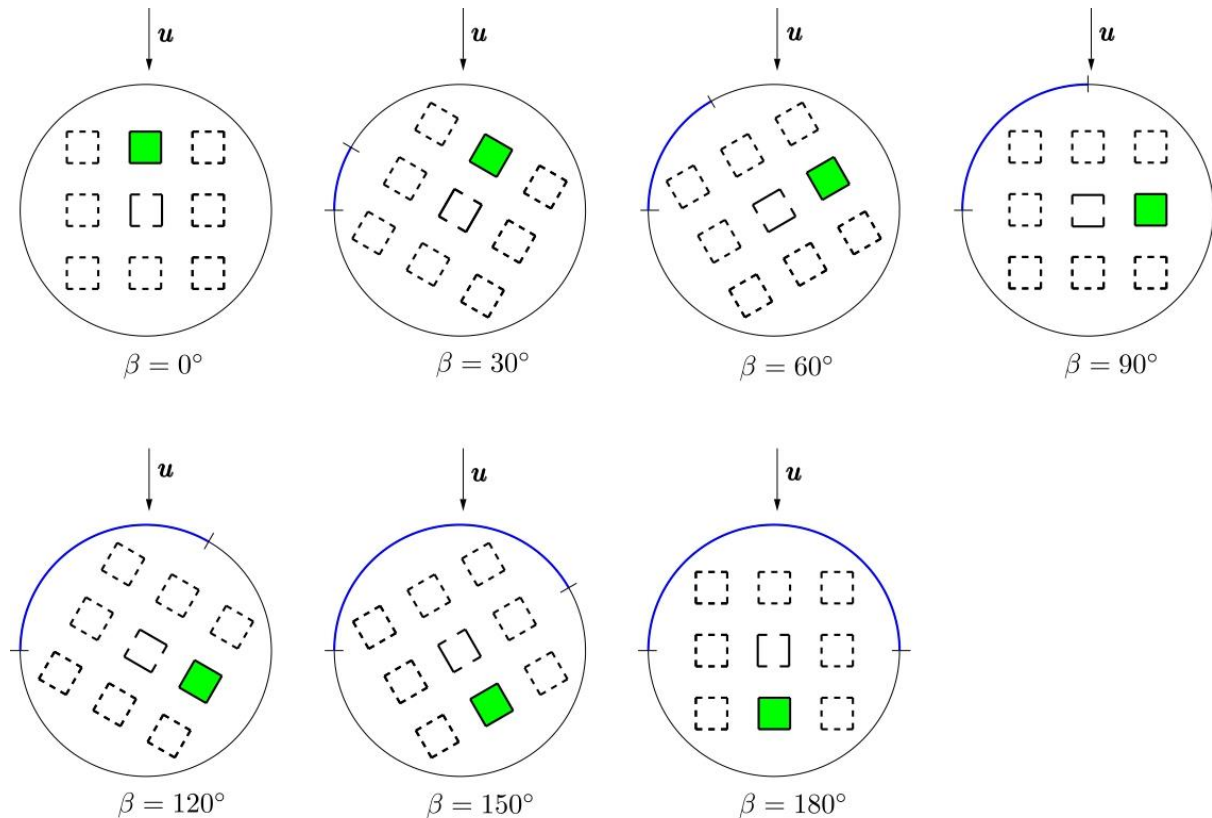 u u u u
β = 0° β = 30° β = 60° β = 90°
u u u
β = 120° β = 150° β = 180°